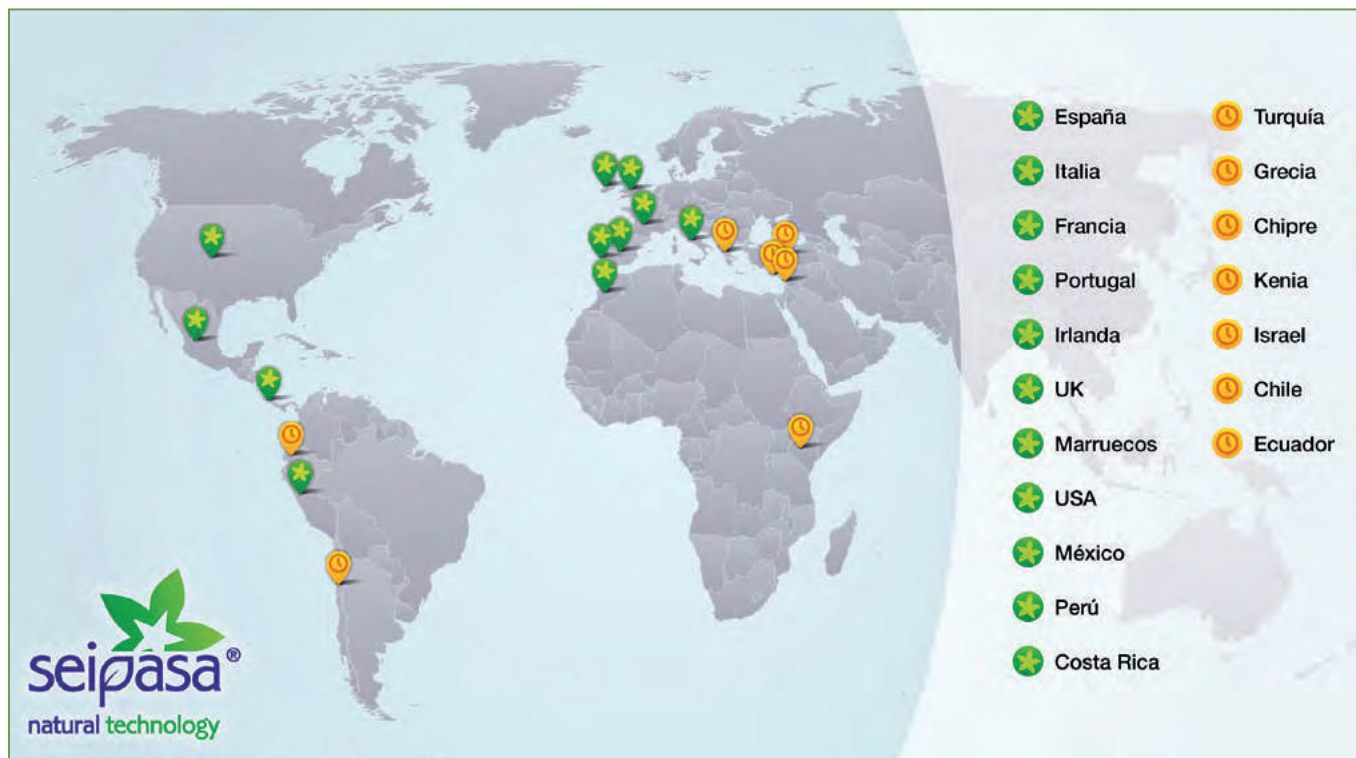 España
Italia
Francia
Portugal
Irlanda
UK
Marruecos
USA
México
Perú
Costa Rica
Turquía
Grecia
Chipre
Kenia
Israel
Chile
Ecuador
seipasa®
natural technology